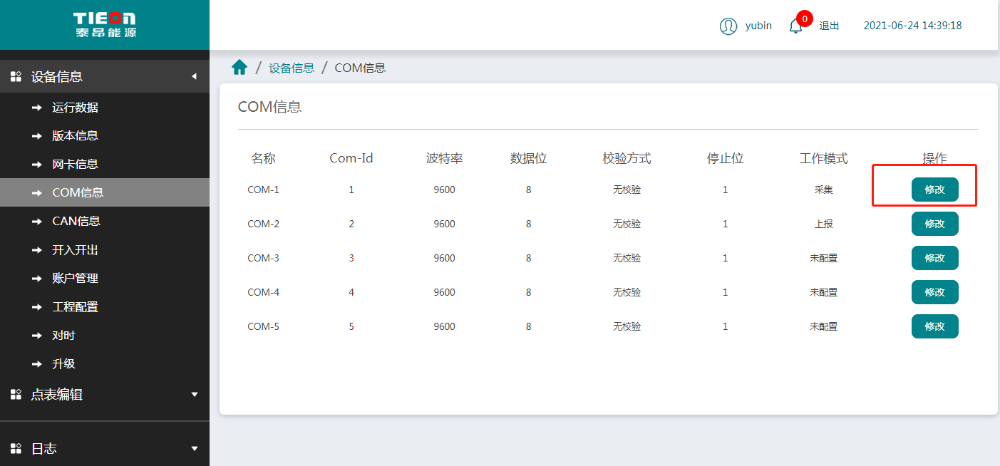 TIEON
泰昂能源
yubin
0
退出
2021-06-24 14:39:18
设备信息
运行数据
版本信息
网卡信息
COM信息
CAN信息
开入开出
账户管理
工程配置
对时
升级
点表编辑
日志
/ 设备信息 / COM信息
COM信息
名称 Com-Id 波特率 数据位 校验方式 停止位 工作模式 操作
COM-1 1 9600 8 无校验 1 采集 修改
COM-2 2 9600 8 无校验 1 上报 修改
COM-3 3 9600 8 无校验 1 未配置 修改
COM-4 4 9600 8 无校验 1 未配置 修改
COM-5 5 9600 8 无校验 1 未配置 修改